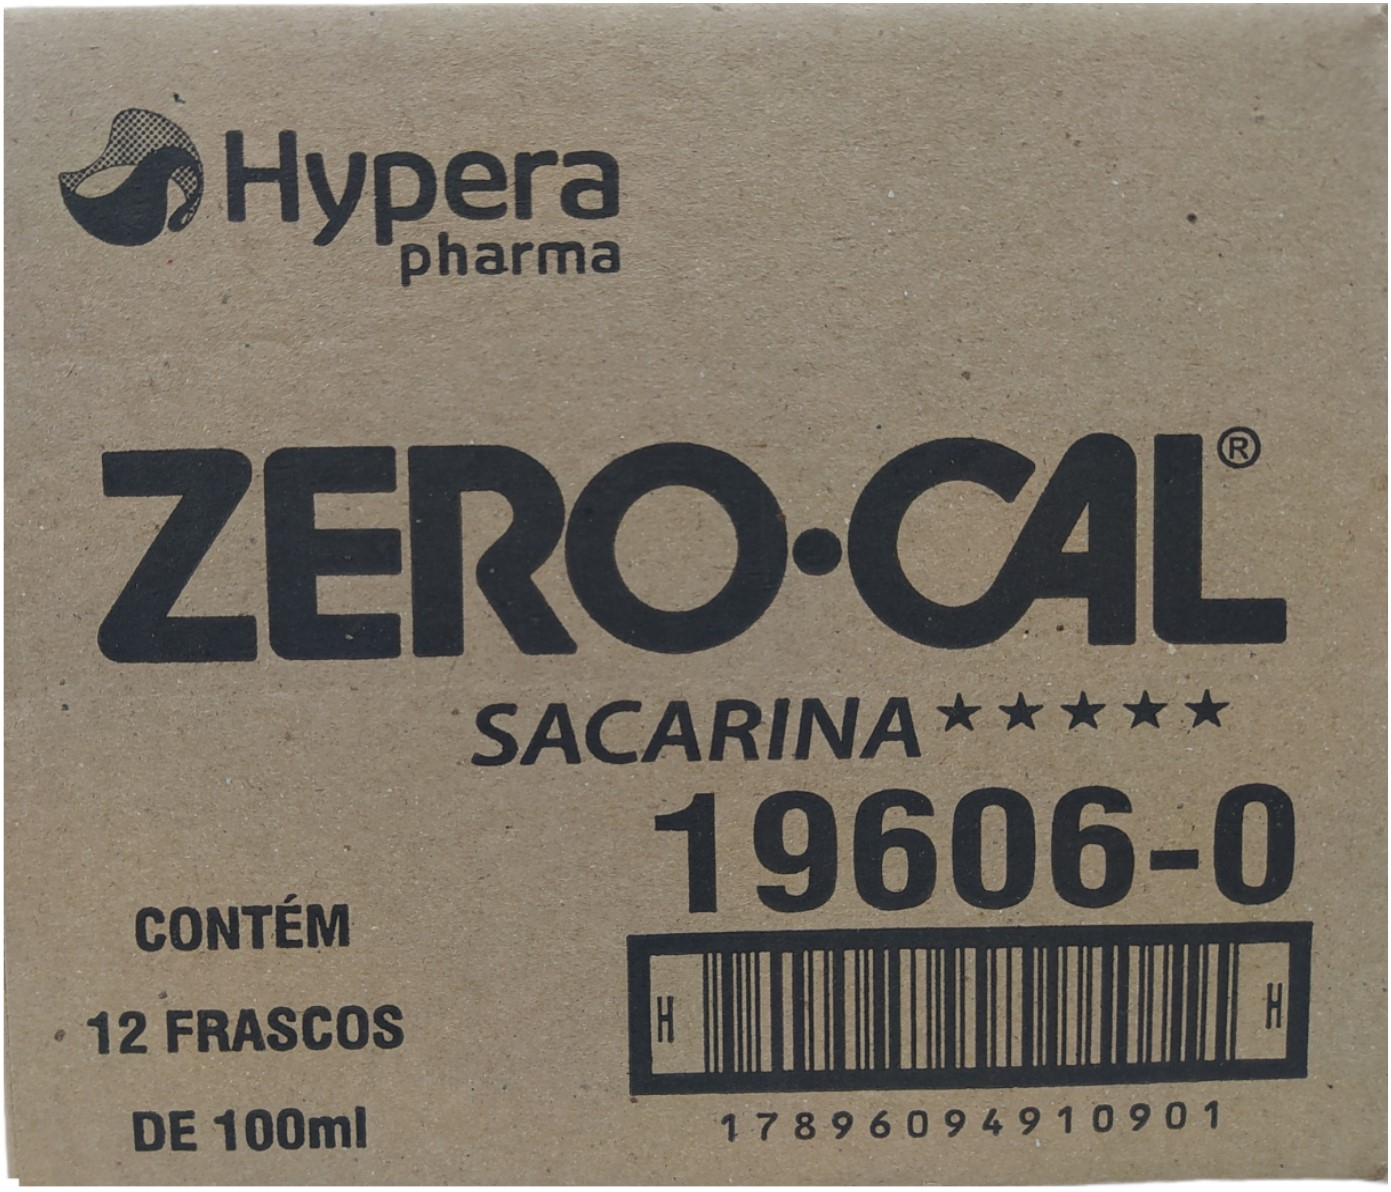 Hypera
pharma
ZERO·CAL®
SACARINA★★★★★
19606-0
CONTÉM
12 FRASCOS
DE 100ml
H H
17896094910901